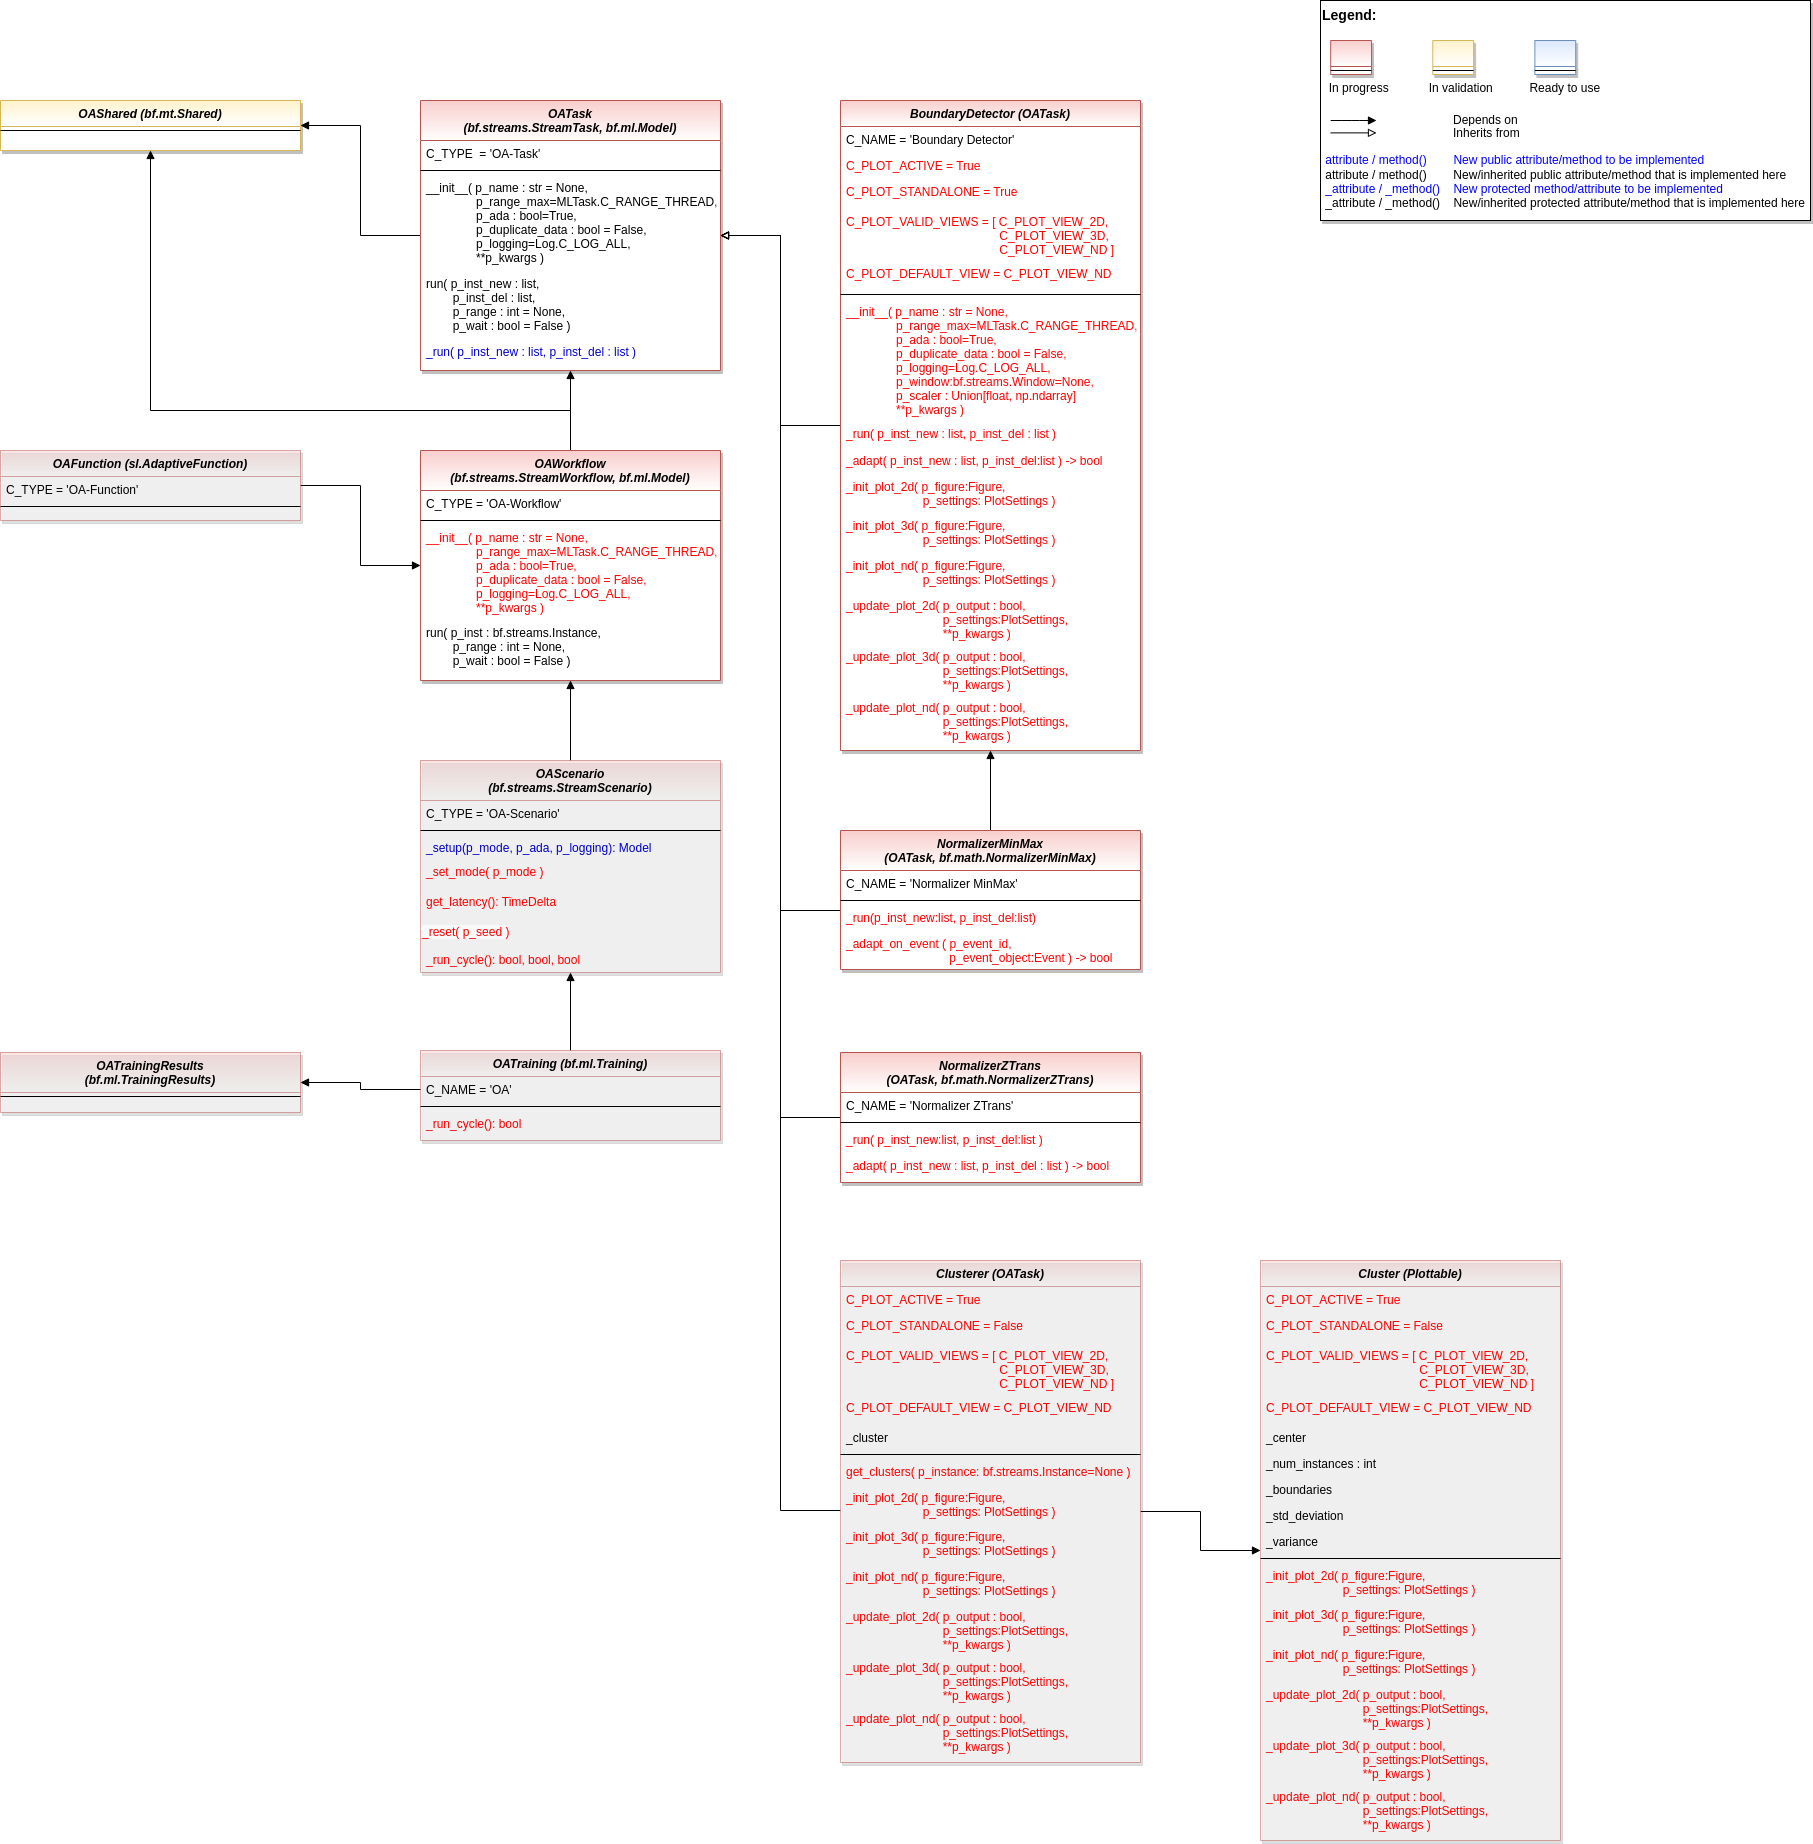 Legend:
In progress
In validation
Ready to use
Depends on
Inherits from
attribute / method() New public attribute/method to be implemented
attribute / method() New/inherited public attribute/method that is implemented here
_attribute / _method() New protected method/attribute to be implemented
_attribute / _method() New/inherited protected attribute/method that is implemented here
OAShared (bf.mt.Shared)
OATask
(bf.streams.StreamTask, bf.ml.Model)
C_TYPE = 'OA-Task'
__init__( p_name : str = None,
p_range_max=MLTask.C_RANGE_THREAD,
p_ada : bool=True,
p_duplicate_data : bool = False,
p_logging=Log.C_LOG_ALL,
**p_kwargs )
run( p_inst_new : list,
p_inst_del : list,
p_range : int = None,
p_wait : bool = False )
_run( p_inst_new : list, p_inst_del : list )
OAFunction (sl.AdaptiveFunction)
C_TYPE = 'OA-Function'
OAWorkflow
(bf.streams.StreamWorkflow, bf.ml.Model)
C_TYPE = 'OA-Workflow'
__init__( p_name : str = None,
p_range_max=MLTask.C_RANGE_THREAD,
p_ada : bool=True,
p_duplicate_data : bool = False,
p_logging=Log.C_LOG_ALL,
**p_kwargs )
run( p_inst : bf.streams.Instance,
p_range : int = None,
p_wait : bool = False )
OAScenario
(bf.streams.StreamScenario)
C_TYPE = 'OA-Scenario'
_setup(p_mode, p_ada, p_logging): Model
_set_mode( p_mode )
get_latency(): TimeDelta
_reset( p_seed )
_run_cycle(): bool, bool, bool
OATrainingResults
(bf.ml.TrainingResults)
OATraining (bf.ml.Training)
C_NAME = 'OA'
_run_cycle(): bool
BoundaryDetector (OATask)
C_NAME = 'Boundary Detector'
C_PLOT_ACTIVE = True
C_PLOT_STANDALONE = True
C_PLOT_VALID_VIEWS = [ C_PLOT_VIEW_2D,
C_PLOT_VIEW_3D,
C_PLOT_VIEW_ND ]
C_PLOT_DEFAULT_VIEW = C_PLOT_VIEW_ND
__init__( p_name : str = None,
p_range_max=MLTask.C_RANGE_THREAD,
p_ada : bool=True,
p_duplicate_data : bool = False,
p_logging=Log.C_LOG_ALL,
p_window:bf.streams.Window=None,
p_scaler : Union[float, np.ndarray]
**p_kwargs )
_run( p_inst_new : list, p_inst_del : list )
_adapt( p_inst_new : list, p_inst_del:list ) -> bool
_init_plot_2d( p_figure:Figure,
p_settings: PlotSettings )
_init_plot_3d( p_figure:Figure,
p_settings: PlotSettings )
_init_plot_nd( p_figure:Figure,
p_settings: PlotSettings )
_update_plot_2d( p_output : bool,
p_settings:PlotSettings,
**p_kwargs )
_update_plot_3d( p_output : bool,
p_settings:PlotSettings,
**p_kwargs )
_update_plot_nd( p_output : bool,
p_settings:PlotSettings,
**p_kwargs )
NormalizerMinMax
(OATask, bf.math.NormalizerMinMax)
C_NAME = 'Normalizer MinMax'
_run(p_inst_new:list, p_inst_del:list)
_adapt_on_event ( p_event_id,
p_event_object:Event ) -> bool
NormalizerZTrans
(OATask, bf.math.NormalizerZTrans)
C_NAME = 'Normalizer ZTrans'
_run( p_inst_new:list, p_inst_del:list )
_adapt( p_inst_new : list, p_inst_del : list ) -> bool
Clusterer (OATask)
C_PLOT_ACTIVE = True
C_PLOT_STANDALONE = False
C_PLOT_VALID_VIEWS = [ C_PLOT_VIEW_2D,
C_PLOT_VIEW_3D,
C_PLOT_VIEW_ND ]
C_PLOT_DEFAULT_VIEW = C_PLOT_VIEW_ND
_cluster
get_clusters( p_instance: bf.streams.Instance=None )
_init_plot_2d( p_figure:Figure,
p_settings: PlotSettings )
_init_plot_3d( p_figure:Figure,
p_settings: PlotSettings )
_init_plot_nd( p_figure:Figure,
p_settings: PlotSettings )
_update_plot_2d( p_output : bool,
p_settings:PlotSettings,
**p_kwargs )
_update_plot_3d( p_output : bool,
p_settings:PlotSettings,
**p_kwargs )
_update_plot_nd( p_output : bool,
p_settings:PlotSettings,
**p_kwargs )
Cluster (Plottable)
C_PLOT_ACTIVE = True
C_PLOT_STANDALONE = False
C_PLOT_VALID_VIEWS = [ C_PLOT_VIEW_2D,
C_PLOT_VIEW_3D,
C_PLOT_VIEW_ND ]
C_PLOT_DEFAULT_VIEW = C_PLOT_VIEW_ND
_center
_num_instances : int
_boundaries
_std_deviation
_variance
_init_plot_2d( p_figure:Figure,
p_settings: PlotSettings )
_init_plot_3d( p_figure:Figure,
p_settings: PlotSettings )
_init_plot_nd( p_figure:Figure,
p_settings: PlotSettings )
_update_plot_2d( p_output : bool,
p_settings:PlotSettings,
**p_kwargs )
_update_plot_3d( p_output : bool,
p_settings:PlotSettings,
**p_kwargs )
_update_plot_nd( p_output : bool,
p_settings:PlotSettings,
**p_kwargs )